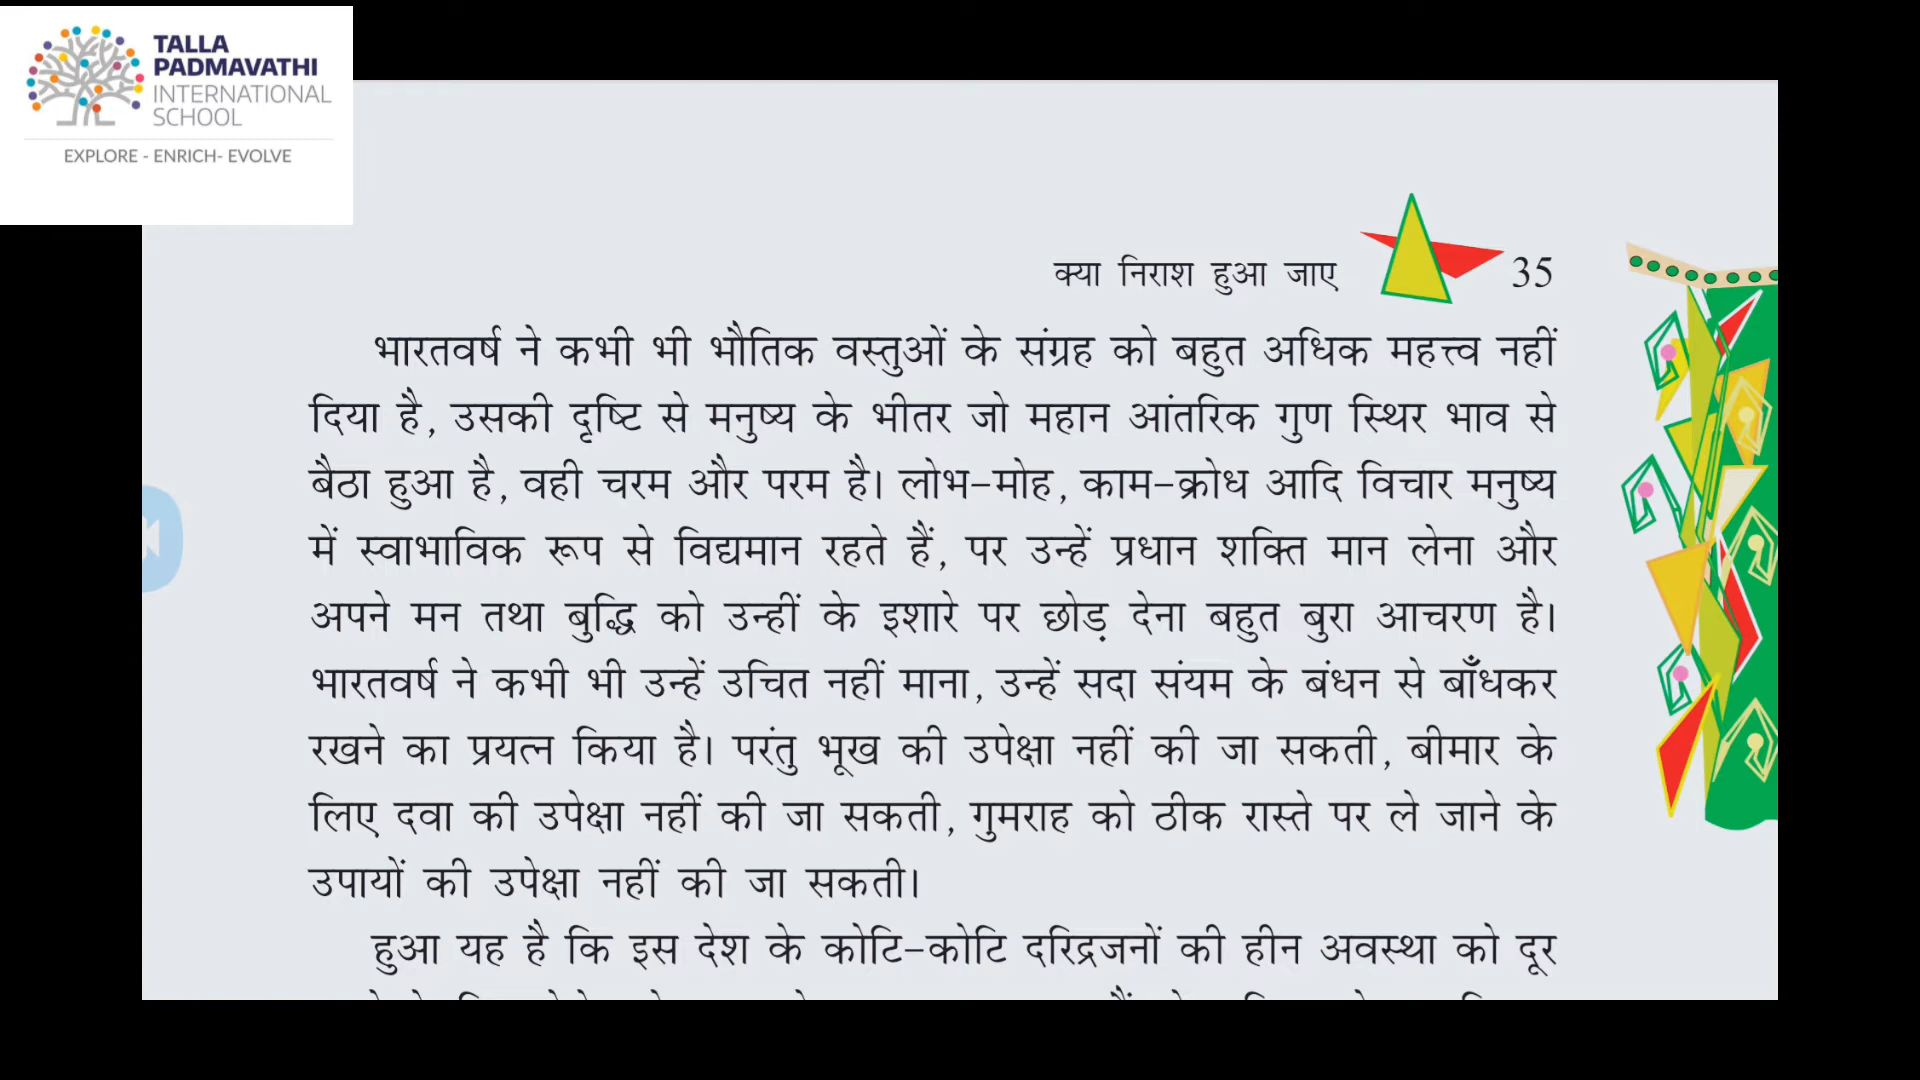 TALLA
PADMAVATHI
INTERNATIONAL
SCHOOL
EXPLORE - ENRICH- EVOLVE
क्या निराश हुआ जाए 35
भारतवर्ष ने कभी भी भौतिक वस्तुओं के संग्रह को बहुत अधिक महत्त्व नहीं
दिया है, उसकी दृष्टि से मनुष्य के भीतर जो महान आंतरिक गुण स्थिर भाव से
बैठा हुआ है, वही चरम और परम है। लोभ-मोह, काम-क्रोध आदि विचार मनुष्य
में स्वाभाविक रूप से विद्यमान रहते हैं, पर उन्हें प्रधान शक्ति मान लेना और
अपने मन तथा बुद्धि को उन्हीं के इशारे पर छोड़ देना बहुत बुरा आचरण है।
भारतवर्ष ने कभी भी उन्हें उचित नहीं माना, उन्हें सदा संयम के बंधन से बाँधकर
रखने का प्रयत्न किया है। परंतु भूख की उपेक्षा नहीं की जा सकती, बीमार के
लिए दवा की उपेक्षा नहीं की जा सकती, गुमराह को ठीक रास्ते पर ले जाने के
उपायों की उपेक्षा नहीं की जा सकती।
हुआ यह है कि इस देश के कोटि-कोटि दरिद्रजनों की हीन अवस्था को दूर